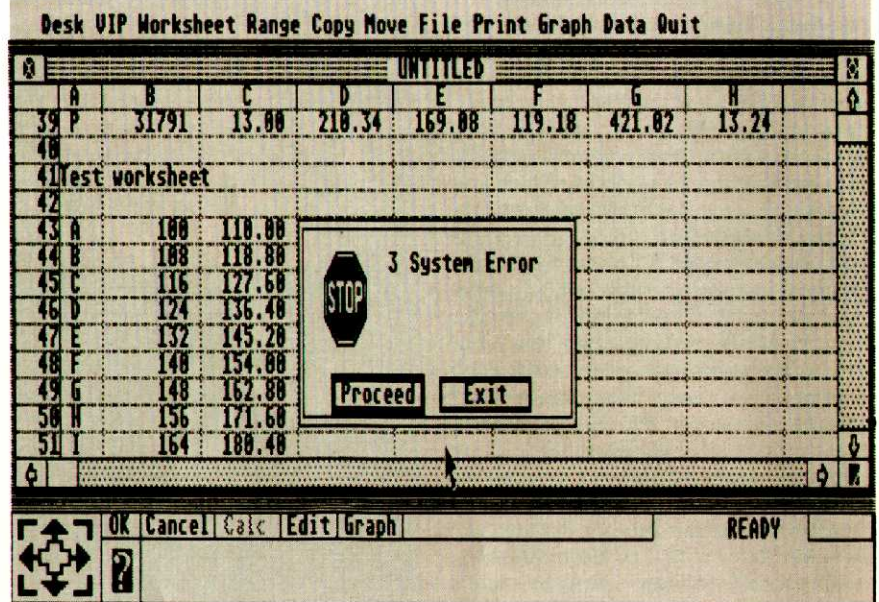 Desk VIP Worksheet Range Copy Move File Print Graph Data Quit
UNTITLED
A B C D E F G H
39 P 31791 13.00 210.34 169.08 119.18 421.02 13.24
40
41 Test worksheet
42
43 A 100 110.00
44 B 108 118.80
45 C 116 127.60
46 D 124 136.40
47 E 132 145.20
48 F 140 154.00
49 G 148 162.80
50 H 156 171.60
51 I 164 180.40
3 System Error
STOP
Proceed Exit
OK Cancel Calc Edit Graph READY
?